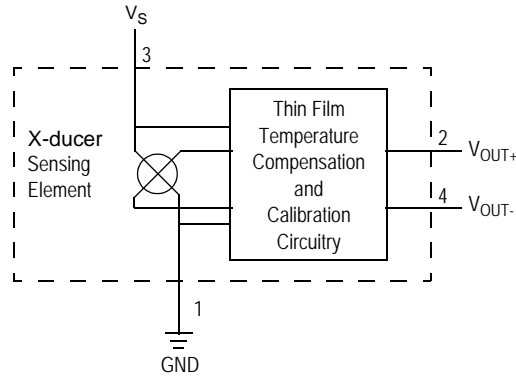 VS
3
X-ducer
Sensing
Element
Thin Film
Temperature
Compensation
and
Calibration
Circuitry
2
VOUT+
4
VOUT-
1
GND